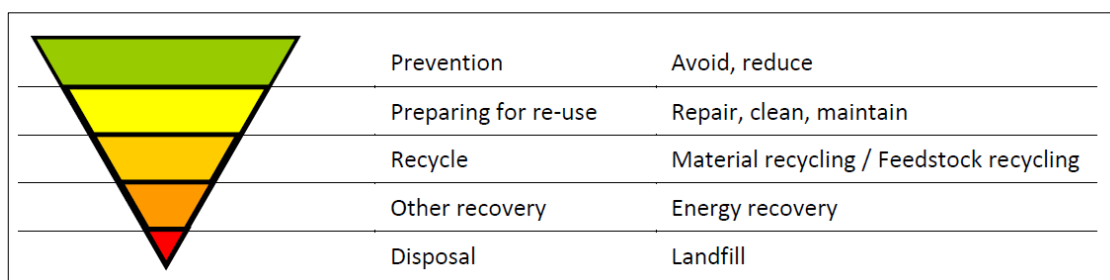 Prevention Avoid, reduce
Preparing for re-use Repair, clean, maintain
Recycle Material recycling / Feedstock recycling
Other recovery Energy recovery
Disposal Landfill